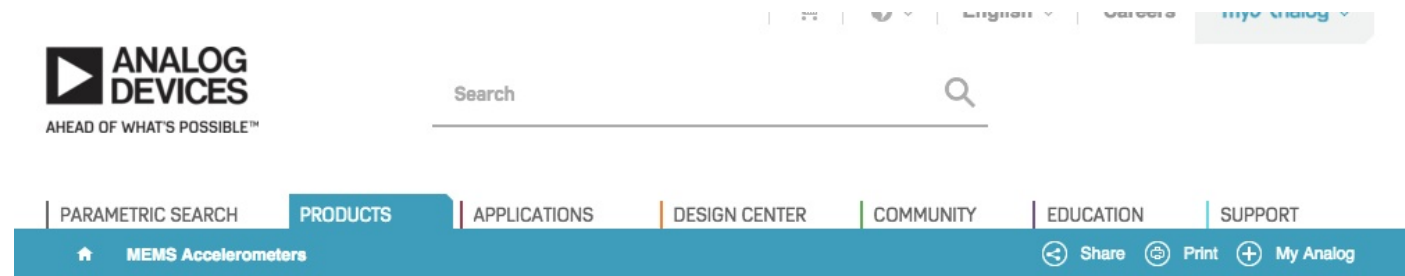 English Careers myAnalog
ANALOG
DEVICES
AHEAD OF WHAT'S POSSIBLE™
Search
PARAMETRIC SEARCH PRODUCTS APPLICATIONS DESIGN CENTER COMMUNITY EDUCATION SUPPORT
MEMS Accelerometers Share Print My Analog